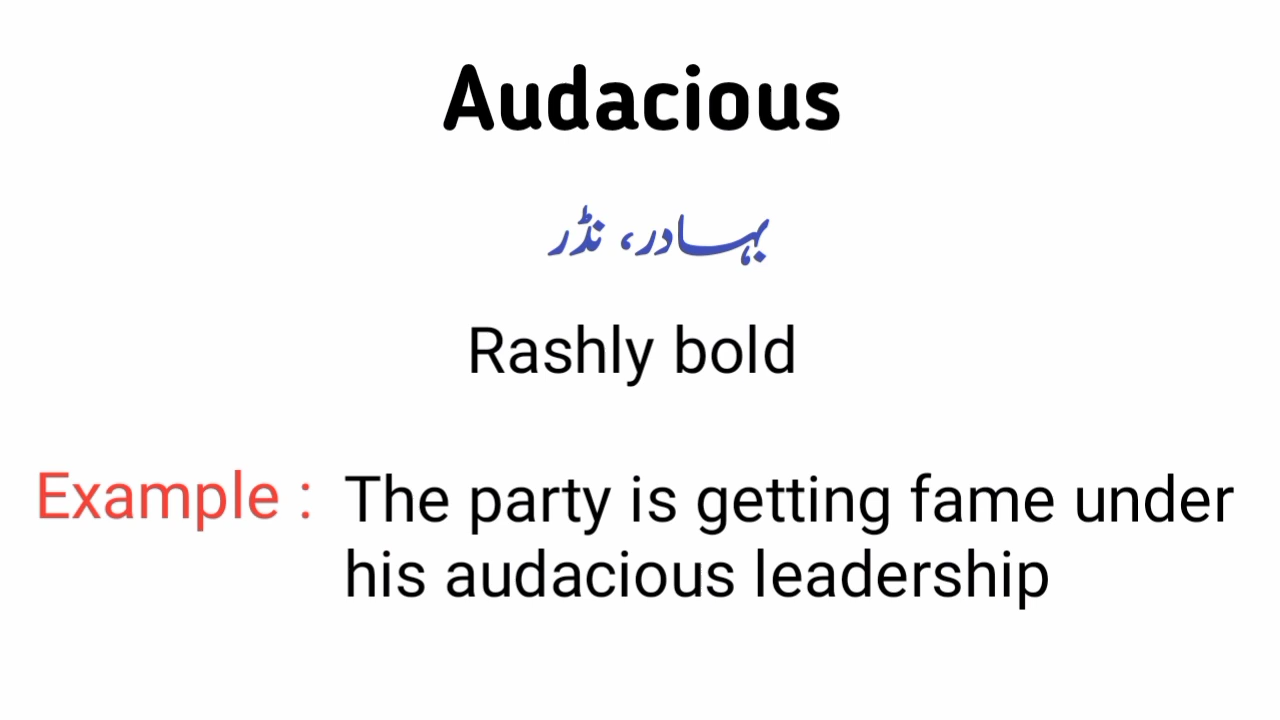 Audacious
بہادر، نڈر
Rashly bold
Example : The party is getting fame under
his audacious leadership